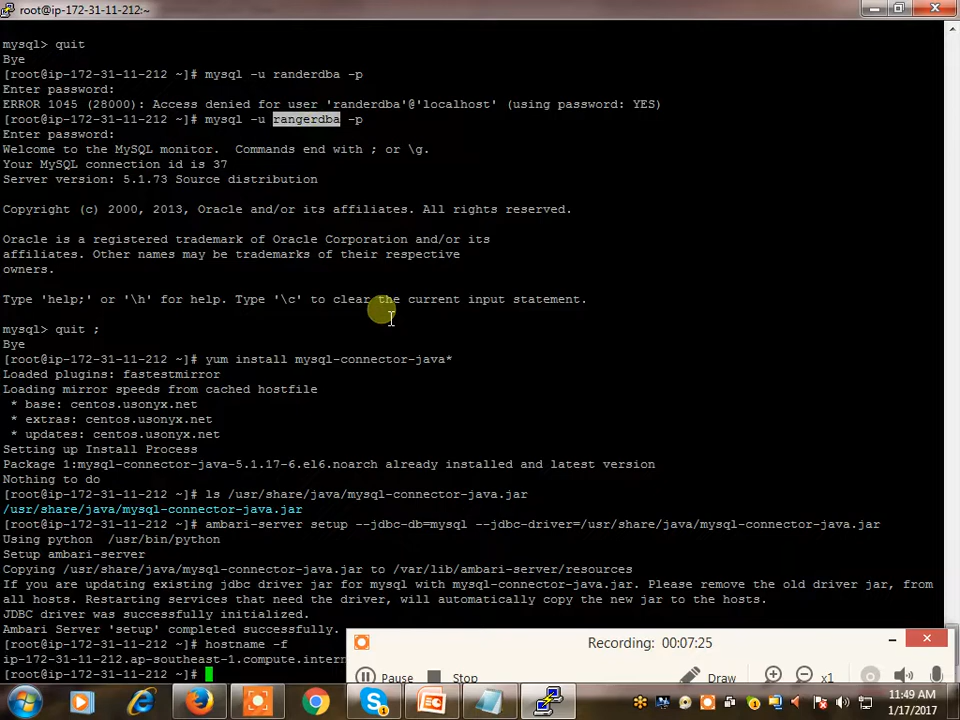 root@ip-172-31-11-212:~
mysql> quit
Bye
[root@ip-172-31-11-212 ~]# mysql -u randerdba -p
Enter password:
ERROR 1045 (28000): Access denied for user 'randerdba'@'localhost' (using password: YES)
[root@ip-172-31-11-212 ~]# mysql -u rangerdba -p
Enter password:
Welcome to the MySQL monitor.  Commands end with ; or \g.
Your MySQL connection id is 37
Server version: 5.1.73 Source distribution
Copyright (c) 2000, 2013, Oracle and/or its affiliates. All rights reserved.
Oracle is a registered trademark of Oracle Corporation and/or its
affiliates. Other names may be trademarks of their respective
owners.
Type 'help;' or '\h' for help. Type '\c' to clear the current input statement.
mysql> quit ;
Bye
[root@ip-172-31-11-212 ~]# yum install mysql-connector-java*
Loaded plugins: fastestmirror
Loading mirror speeds from cached hostfile
* base: centos.usonyx.net
* extras: centos.usonyx.net
* updates: centos.usonyx.net
Setting up Install Process
Package 1:mysql-connector-java-5.1.17-6.el6.noarch already installed and latest version
Nothing to do
[root@ip-172-31-11-212 ~]# ls /usr/share/java/mysql-connector-java.jar
/usr/share/java/mysql-connector-java.jar
[root@ip-172-31-11-212 ~]# ambari-server setup --jdbc-db=mysql --jdbc-driver=/usr/share/java/mysql-connector-java.jar
Using python  /usr/bin/python
Setup ambari-server
Copying /usr/share/java/mysql-connector-java.jar to /var/lib/ambari-server/resources
If you are updating existing jdbc driver jar for mysql with mysql-connector-java.jar. Please remove the old driver jar, from
all hosts. Restarting services that need the driver, will automatically copy the new jar to the hosts.
JDBC driver was successfully initialized.
Ambari Server 'setup' completed successfully.
[root@ip-172-31-11-212 ~]# hostname -f
ip-172-31-11-212.ap-southeast-1.compute.intern
[root@ip-172-31-11-212 ~]#
Recording: 00:07:25
Pause Stop Draw x1
11:49 AM
1/17/2017